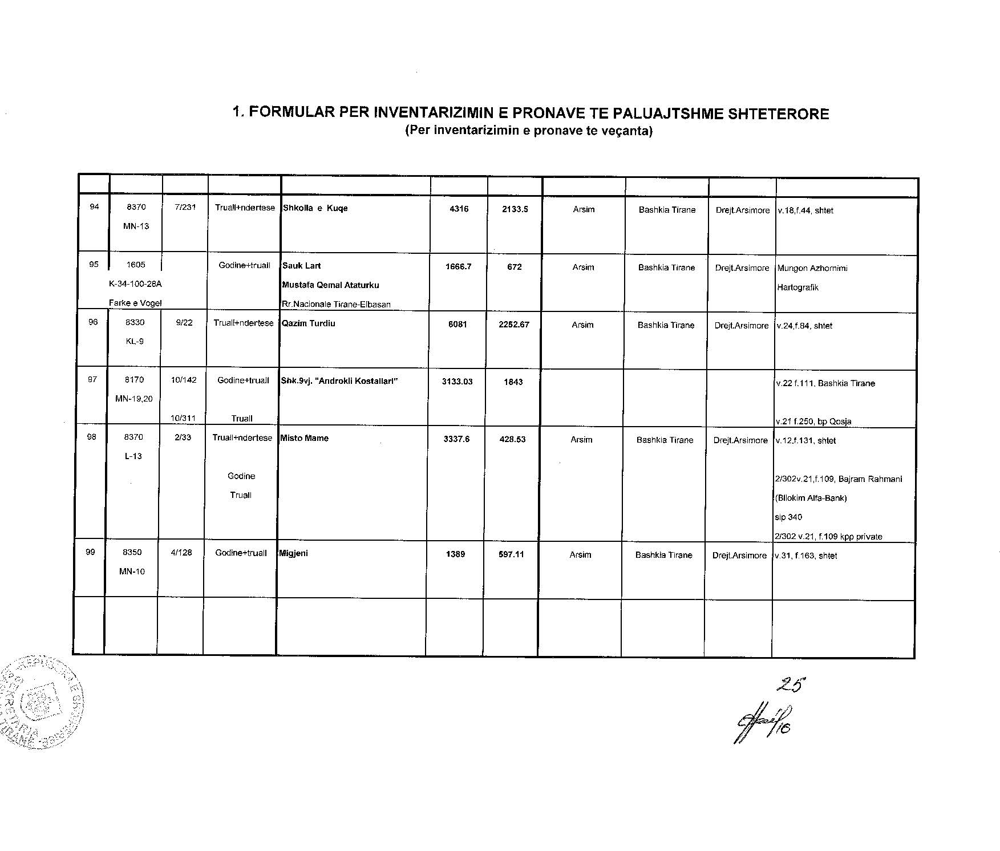 1. FORMULAR PER INVENTARIZIMIN E PRONAVE TE PALUAJTSHME SHTETERORE
(Per inventarizimin e pronave te veçanta)
94 8370 7/231 Truall+ndertese Shkolla e Kuqe 4316 2133.5 Arsim Bashkia Tirane Drejt.Arsimore v.18,f.44, shtet
MN-13
95 1605 Godine+truall Sauk Lart 1666.7 672 Arsim Bashkia Tirane Drejt.Arsimore Mungon Azhornimi
K-34-100-28A Mustafa Qemal Ataturku Hartografik
Farke e Vogel Rr.Nacionale Tirane-Elbasan
96 8330 9/22 Truall+ndertese Qazim Turdiu 6081 2252.67 Arsim Bashkia Tirane Drejt.Arsimore v.24,f.84, shtet
KL-9
97 8170 10/142 Godine+truall Shk.9vj. "Androkli Kostallari" 3133.03 1843 v.22 f.111, Bashkia Tirane
MN-19,20
10/311 Truall v.21 f.250, bp Qosja
98 8370 2/33 Truall+ndertese Misto Mame 3337.6 428.53 Arsim Bashkia Tirane Drejt.Arsimore v.12,f.131, shtet
L-13
Godine 2/302v.21,f.109, Bajram Rahmani
Truall (Bllokim Alfa-Bank)
sip 340
2/302 v.21, f.109 kpp private
99 8350 4/128 Godine+truall Migjeni 1389 597.11 Arsim Bashkia Tirane Drejt.Arsimore v.31, f.163, shtet
MN-10
25